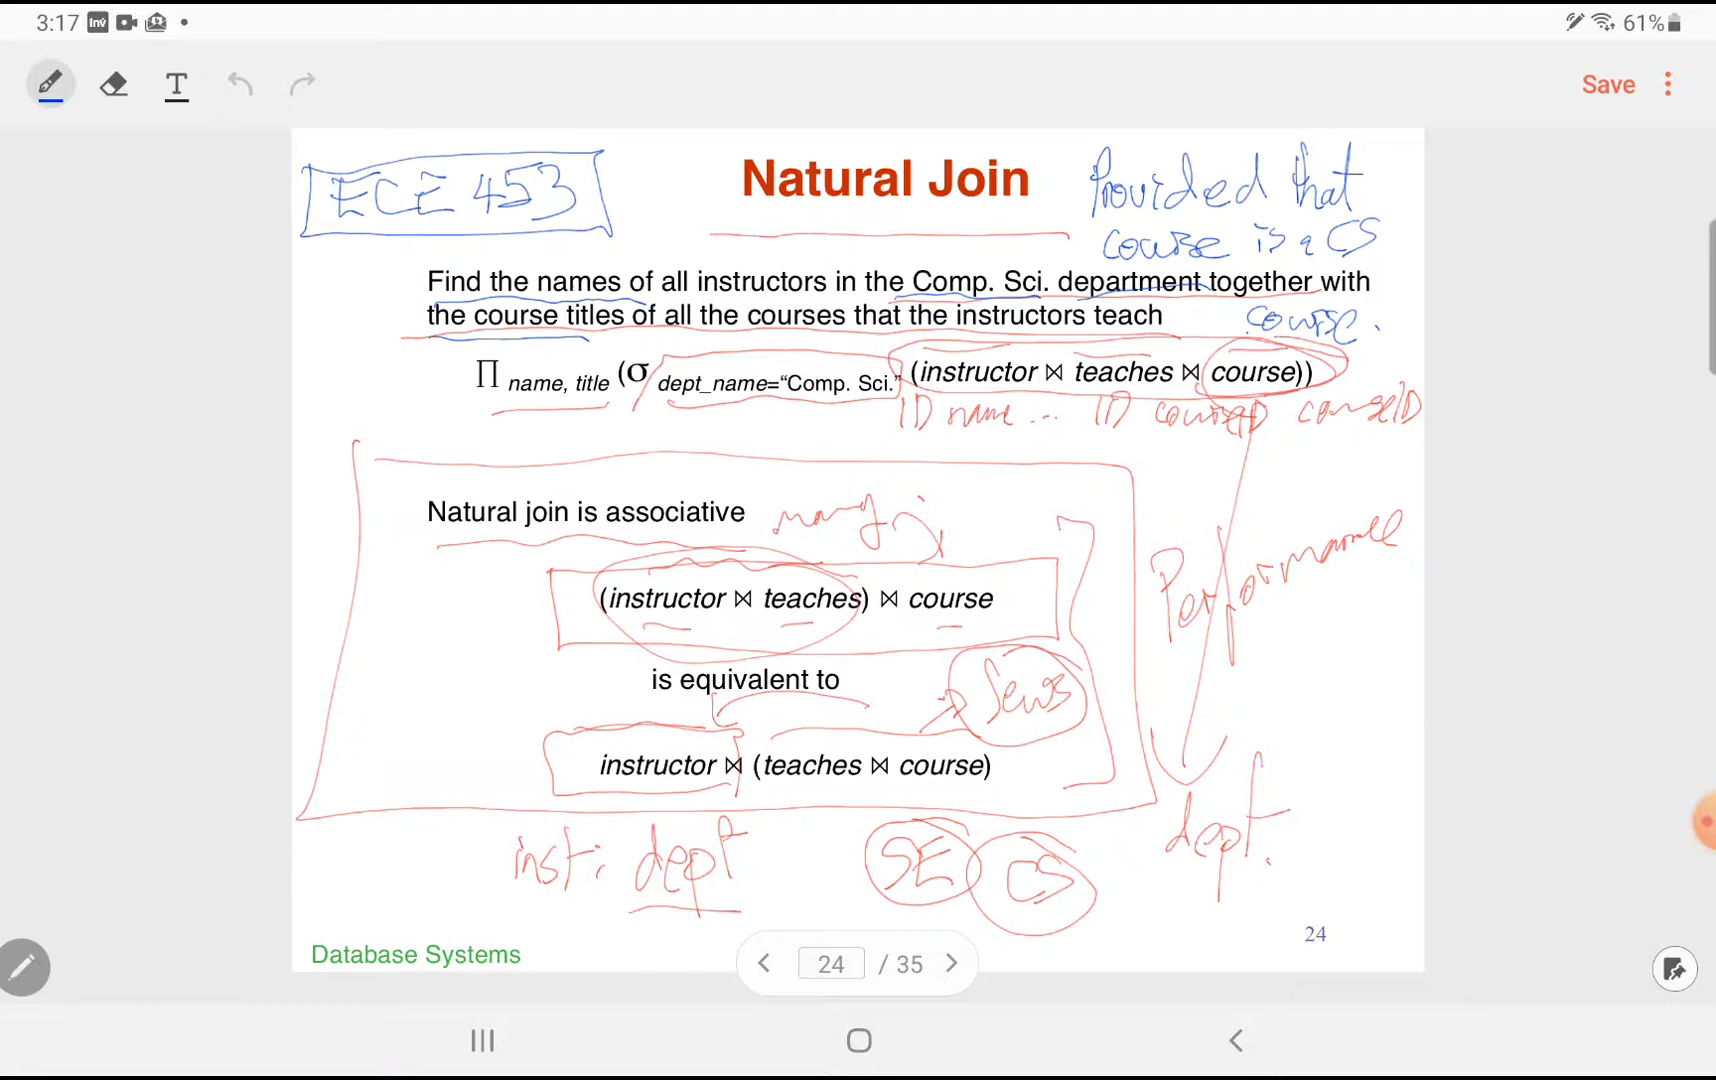 3:17 61%
Save
ECE 453
Natural Join
Provided that
course is a CS
course.
Find the names of all instructors in the Comp. Sci. department together with
the course titles of all the courses that the instructors teach
∏ name, title (σ dept_name=“Comp. Sci.” (instructor ⋈ teaches ⋈ course))
ID name ... ID courseID courseID
Natural join is associative
(instructor ⋈ teaches) ⋈ course
Performance
is equivalent to
instructor ⋈ (teaches ⋈ course)
inst: dept SE CS dept.
24
Database Systems
24 / 35